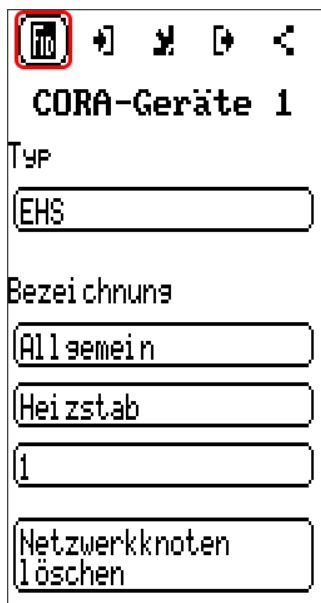 CORA-Geräte 1
Typ
EHS
Bezeichnung
Allgemein
Heizstab
1
Netzwerkknoten
löschen